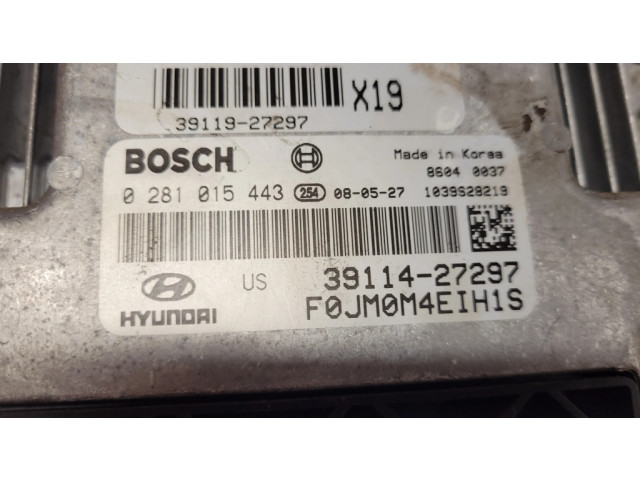 X19
39119-27297
BOSCH Made in Korea
8604 0037
0 281 015 443 254 08-05-27 1039S28219
US 39114-27297
HYUNDAI F0JM0M4EIH1S